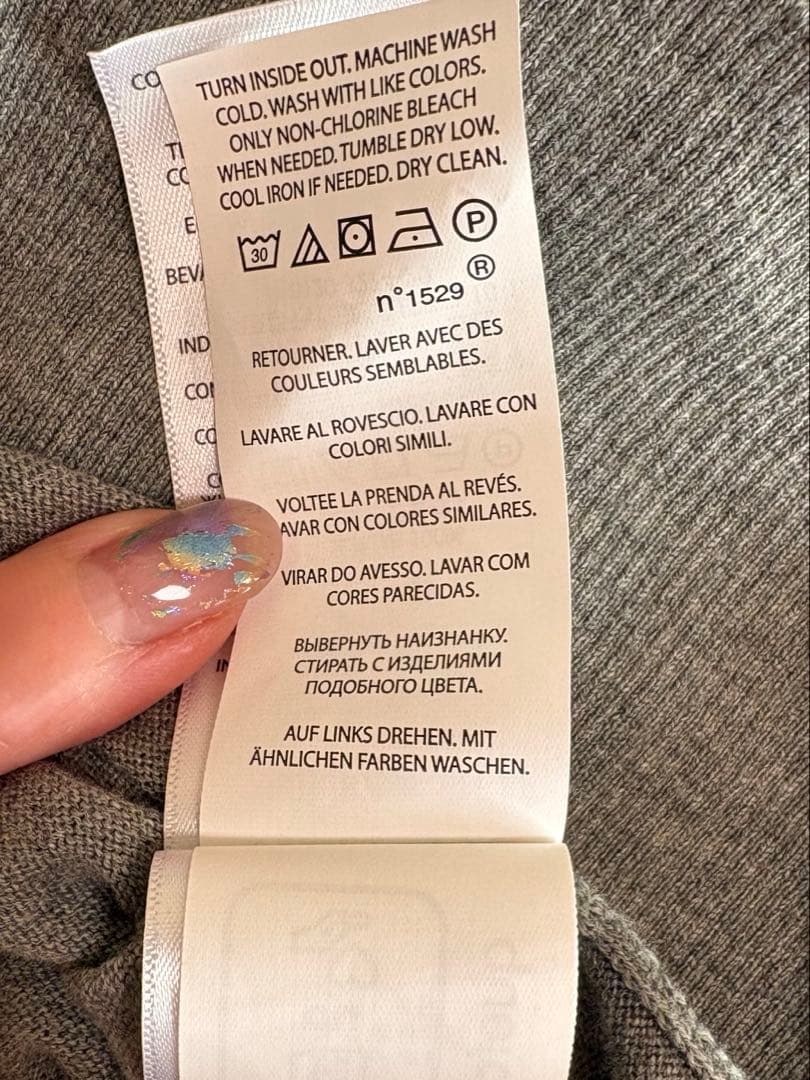 TURN INSIDE OUT. MACHINE WASH
COLD. WASH WITH LIKE COLORS.
ONLY NON-CHLORINE BLEACH
WHEN NEEDED. TUMBLE DRY LOW.
COOL IRON IF NEEDED. DRY CLEAN.
30 P
n°1529 ®
RETOURNER. LAVER AVEC DES
COULEURS SEMBLABLES.
LAVARE AL ROVESCIO. LAVARE CON
COLORI SIMILI.
VOLTEE LA PRENDA AL REVÉS.
AVAR CON COLORES SIMILARES.
VIRAR DO AVESSO. LAVAR COM
CORES PARECIDAS.
ВЫВЕРНУТЬ НАИЗНАНКУ.
СТИРАТЬ С ИЗДЕЛИЯМИ
ПОДОБНОГО ЦВЕТА.
AUF LINKS DREHEN. MIT
ÄHNLICHEN FARBEN WASCHEN.